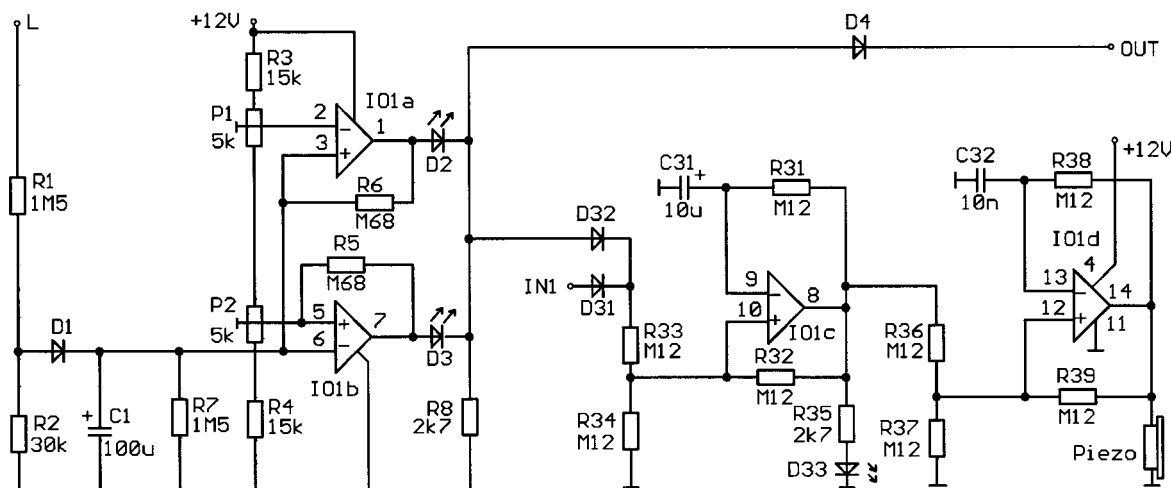 L
+12V
D4
OUT
R3
15k
IO1a
P1
5k
2
3
1
D2
R1
1M5
R6
M68
C31
+
10u
R31
M12
C32
10n
R38
M12
+12V
D32
IN1
D31
R5
M68
9
10
8
IO1c
IO1d
4
13
12
14
11
P2
5k
5
6
7
D3
IO1b
D1
R33
M12
R32
M12
R36
M12
R39
M12
R2
30k
+
C1
100u
R7
1M5
R4
15k
R8
2k7
R34
M12
R35
2k7
D33
R37
M12
Piezo